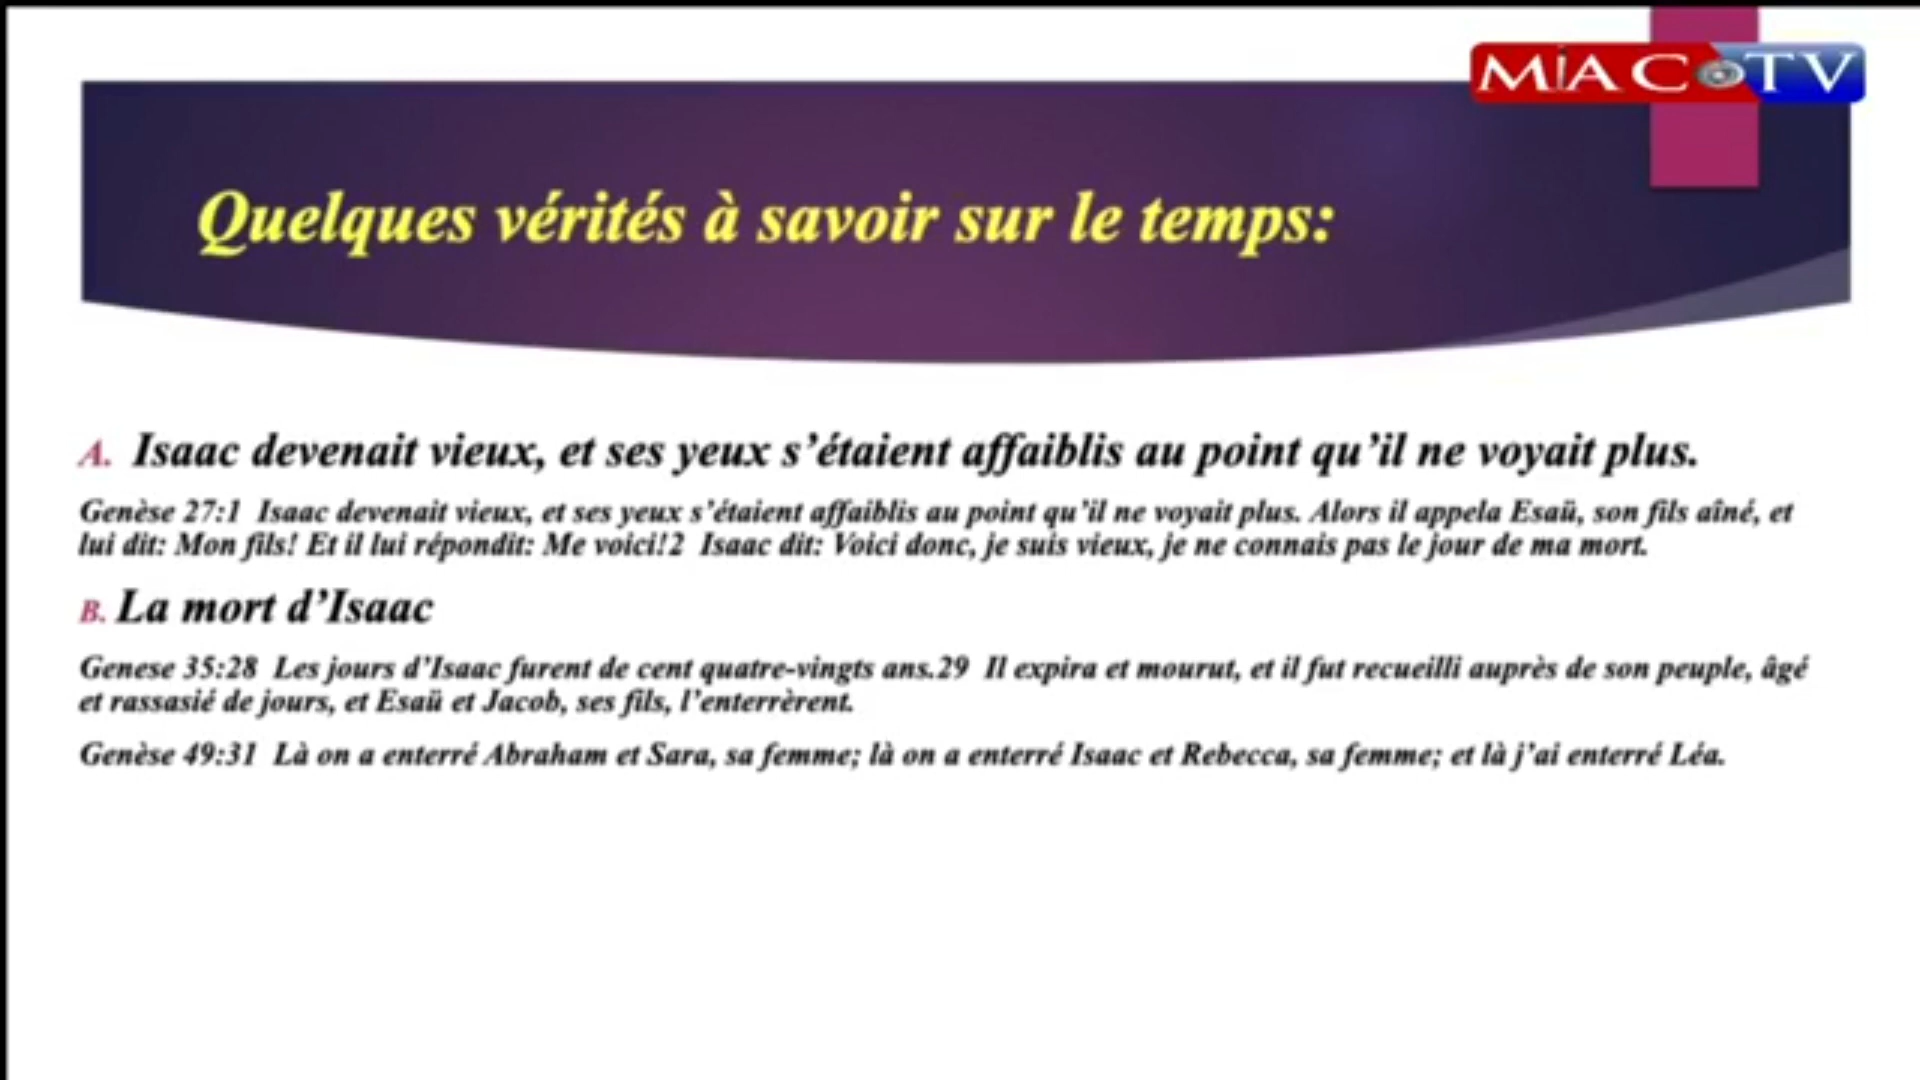 MIAC TV
Quelques vérités à savoir sur le temps:
A. Isaac devenait vieux, et ses yeux s’étaient affaiblis au point qu’il ne voyait plus.
Genèse 27:1 Isaac devenait vieux, et ses yeux s’étaient affaiblis au point qu’il ne voyait plus. Alors il appela Esaü, son fils aîné, et
lui dit: Mon fils! Et il lui répondit: Me voici!2 Isaac dit: Voici donc, je suis vieux, je ne connais pas le jour de ma mort.
B. La mort d’Isaac
Genese 35:28 Les jours d’Isaac furent de cent quatre-vingts ans.29 Il expira et mourut, et il fut recueilli auprès de son peuple, âgé
et rassasié de jours, et Esaü et Jacob, ses fils, l’enterrèrent.
Genèse 49:31 Là on a enterré Abraham et Sara, sa femme; là on a enterré Isaac et Rebecca, sa femme; et là j’ai enterré Léa.